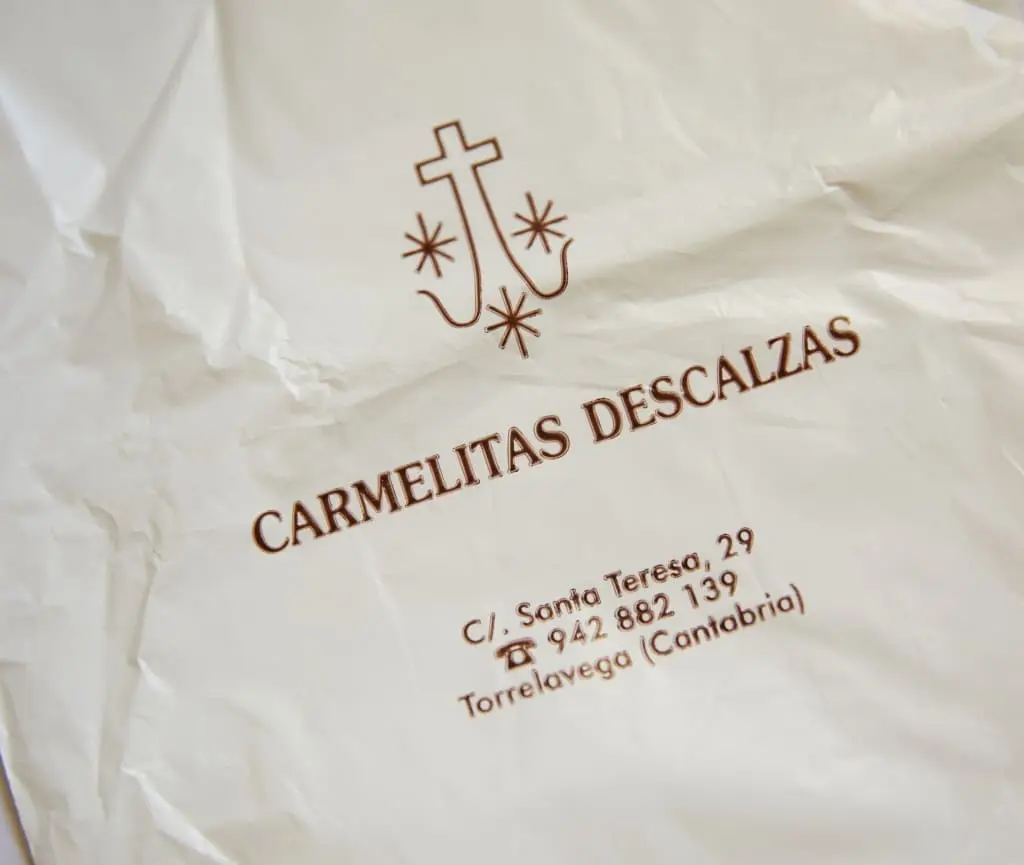 CARMELITAS DESCALZAS
C/. Santa Teresa, 29
☎ 942 882 139
Torrelavega (Cantabria)